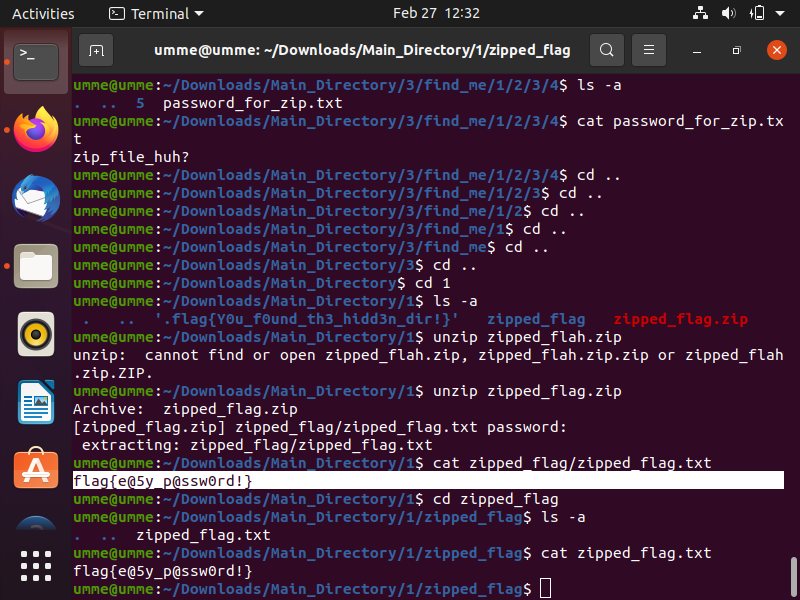 Activities Terminal Feb 27 12:32
umme@umme: ~/Downloads/Main_Directory/1/zipped_flag
umme@umme:~/Downloads/Main_Directory/3/find_me/1/2/3/4$ ls -a
. .. 5 password_for_zip.txt
umme@umme:~/Downloads/Main_Directory/3/find_me/1/2/3/4$ cat password_for_zip.tx
t
zip_file_huh?
umme@umme:~/Downloads/Main_Directory/3/find_me/1/2/3/4$ cd ..
umme@umme:~/Downloads/Main_Directory/3/find_me/1/2/3$ cd ..
umme@umme:~/Downloads/Main_Directory/3/find_me/1/2$ cd ..
umme@umme:~/Downloads/Main_Directory/3/find_me/1$ cd ..
umme@umme:~/Downloads/Main_Directory/3/find_me$ cd ..
umme@umme:~/Downloads/Main_Directory/3$ cd ..
umme@umme:~/Downloads/Main_Directory$ cd 1
umme@umme:~/Downloads/Main_Directory/1$ ls -a
. .. '.flag{Y0u_f0und_th3_hidd3n_dir!}' zipped_flag zipped_flag.zip
umme@umme:~/Downloads/Main_Directory/1$ unzip zipped_flah.zip
unzip:  cannot find or open zipped_flah.zip, zipped_flah.zip.zip or zipped_flah
.zip.ZIP.
umme@umme:~/Downloads/Main_Directory/1$ unzip zipped_flag.zip
Archive:  zipped_flag.zip
[zipped_flag.zip] zipped_flag/zipped_flag.txt password:
 extracting: zipped_flag/zipped_flag.txt
umme@umme:~/Downloads/Main_Directory/1$ cat zipped_flag/zipped_flag.txt
flag{e@5y_p@ssw0rd!}
umme@umme:~/Downloads/Main_Directory/1$ cd zipped_flag
umme@umme:~/Downloads/Main_Directory/1/zipped_flag$ ls -a
. .. zipped_flag.txt
umme@umme:~/Downloads/Main_Directory/1/zipped_flag$ cat zipped_flag.txt
flag{e@5y_p@ssw0rd!}
umme@umme:~/Downloads/Main_Directory/1/zipped_flag$